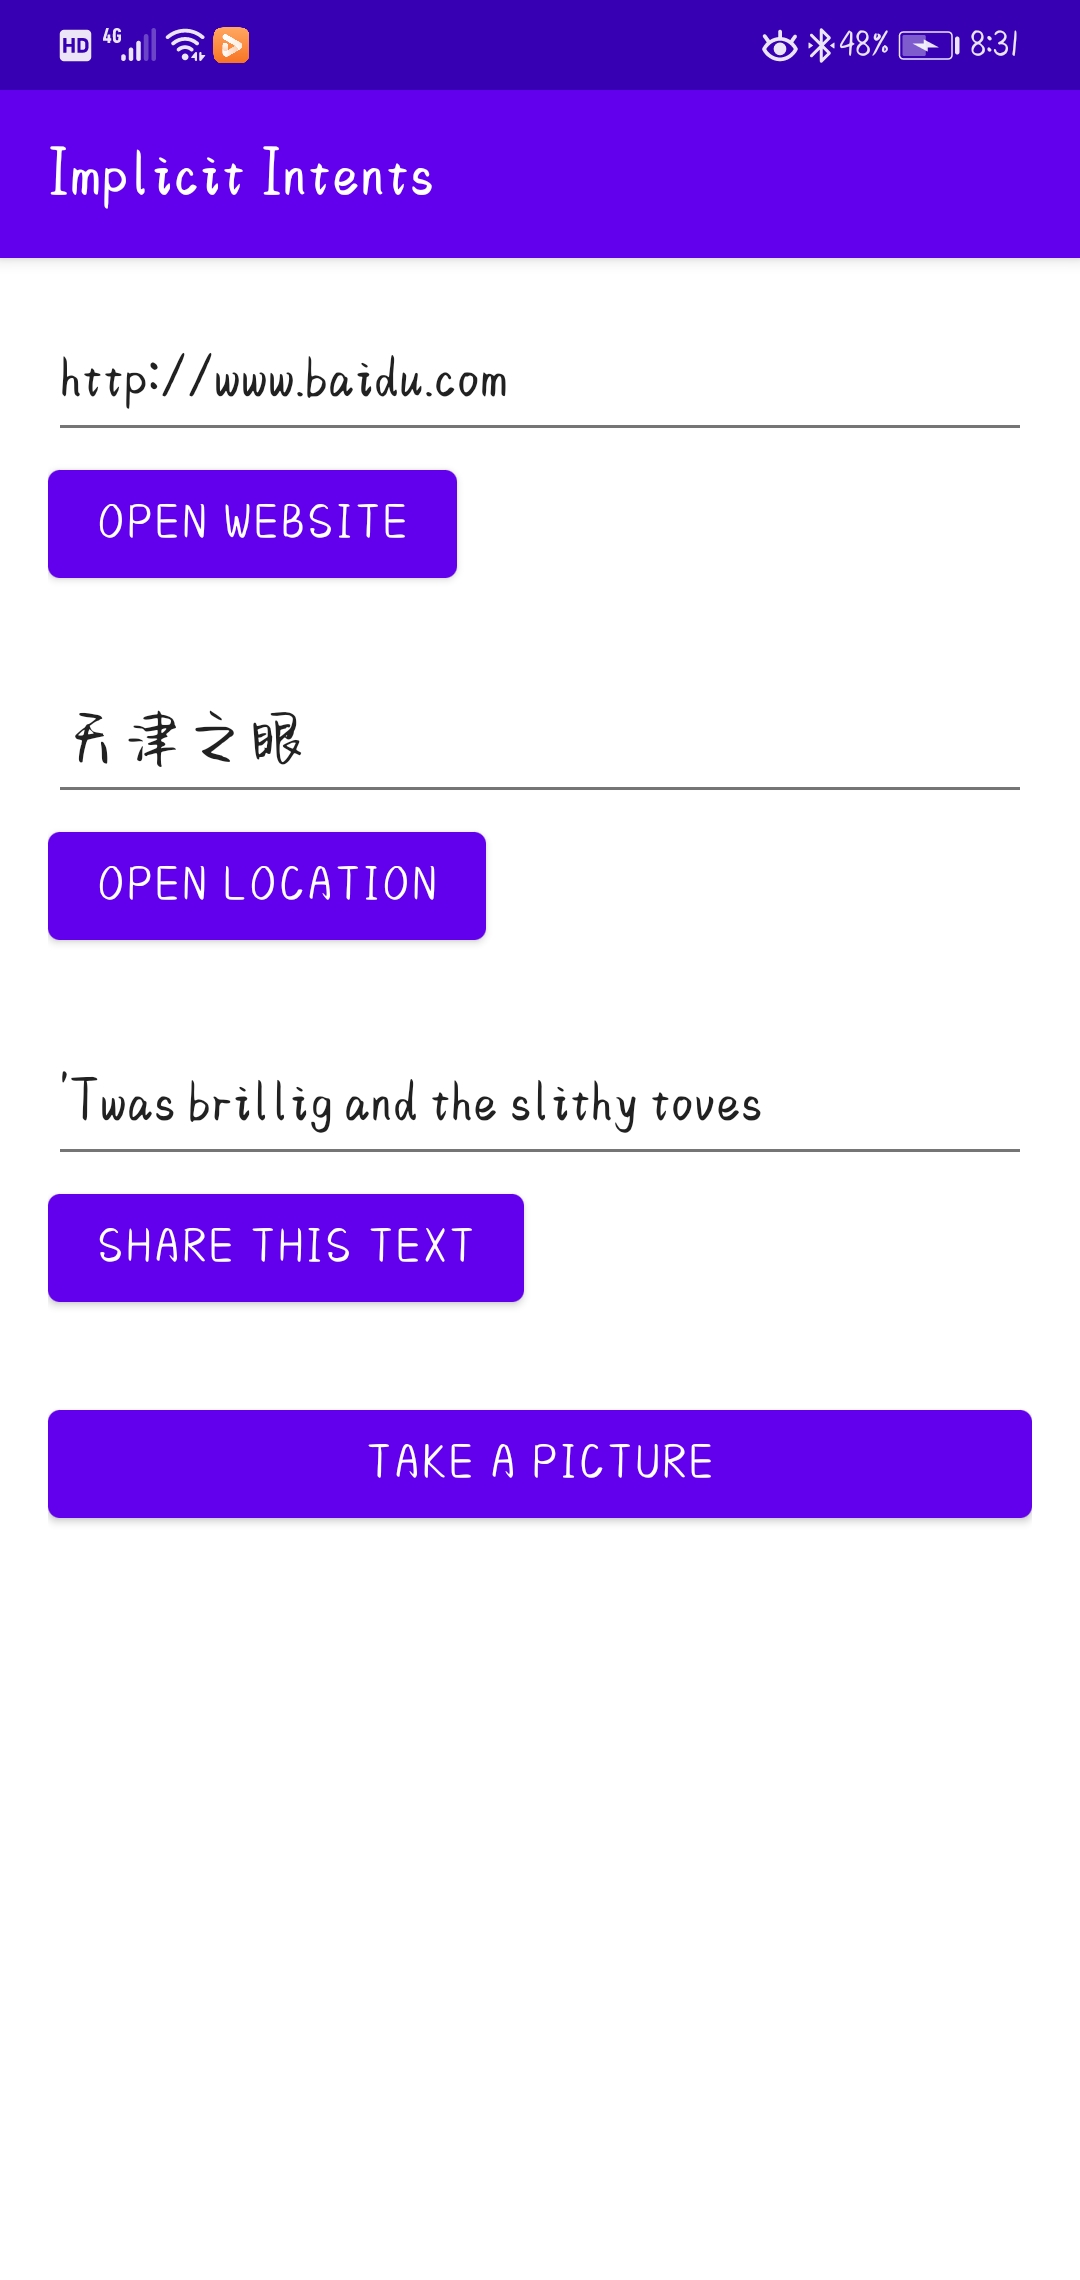 HD 4G 48% 8:31
Implicit Intents
http://www.baidu.com
OPEN WEBSITE
天津之眼
OPEN LOCATION
'Twas brillig and the slithy toves
SHARE THIS TEXT
TAKE A PICTURE